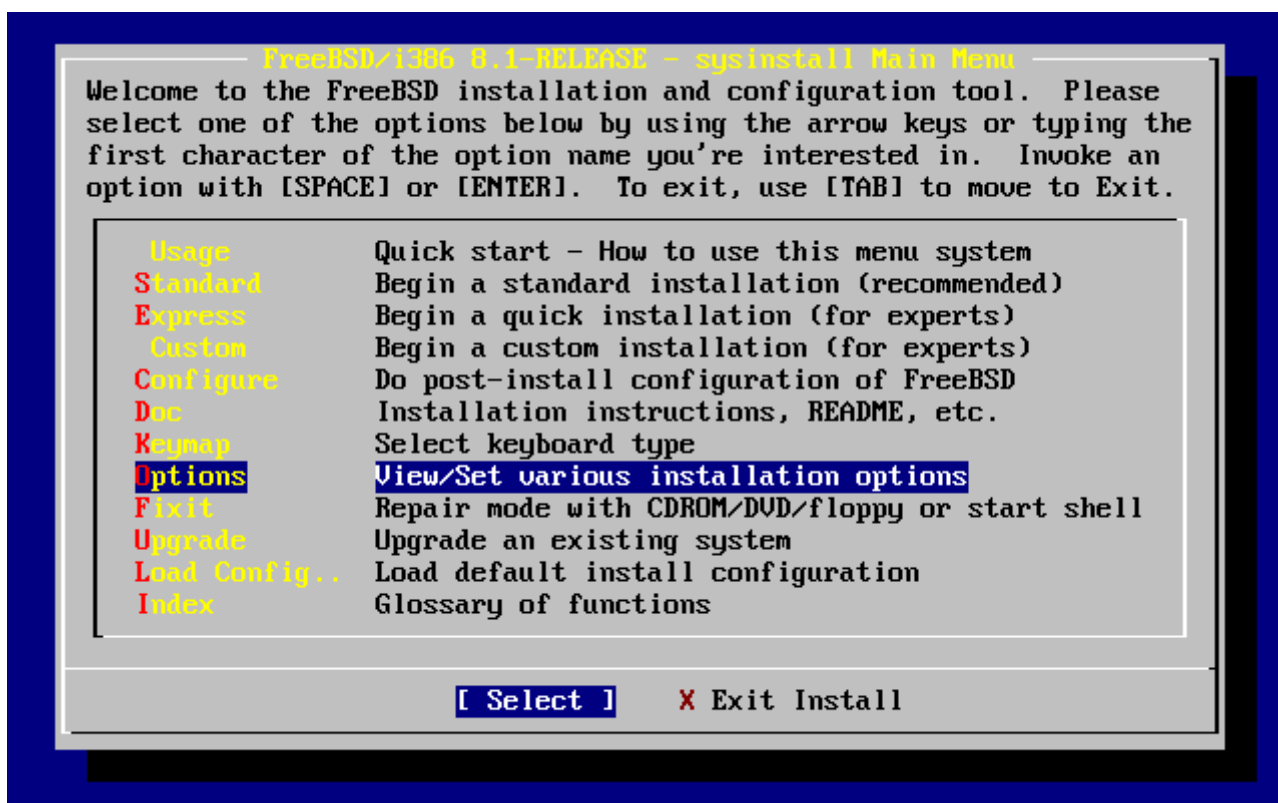 FreeBSD/i386 8.1-RELEASE - sysinstall Main Menu
Welcome to the FreeBSD installation and configuration tool.  Please
select one of the options below by using the arrow keys or typing the
first character of the option name you're interested in.  Invoke an
option with [SPACE] or [ENTER].  To exit, use [TAB] to move to Exit.
Usage Quick start - How to use this menu system
Standard Begin a standard installation (recommended)
Express Begin a quick installation (for experts)
Custom Begin a custom installation (for experts)
Configure Do post-install configuration of FreeBSD
Doc Installation instructions, README, etc.
Keymap Select keyboard type
Options View/Set various installation options
Fixit Repair mode with CDROM/DVD/floppy or start shell
Upgrade Upgrade an existing system
Load Config.. Load default install configuration
Index Glossary of functions
[ Select ] X Exit Install